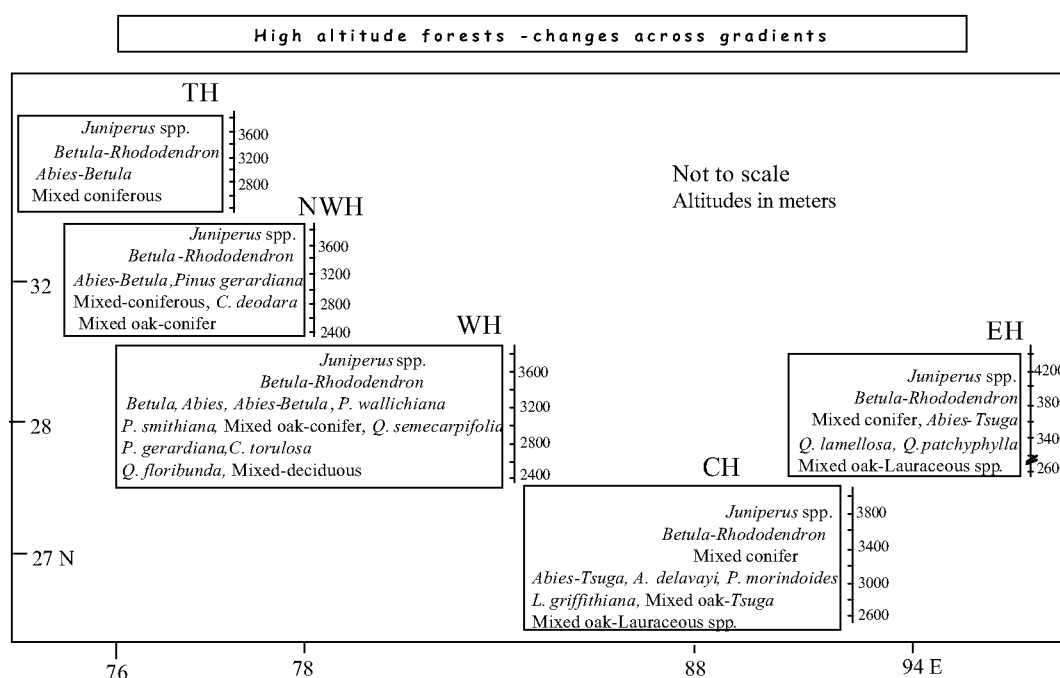 High altitude forests -changes across gradients
TH
Juniperus spp.
Betula-Rhododendron
Abies-Betula
Mixed coniferous
3600
3200
2800
Not to scale
Altitudes in meters
NWH
Juniperus spp.
Betula-Rhododendron
Abies-Betula,Pinus gerardiana
Mixed-coniferous, C. deodara
Mixed oak-conifer
3600
3200
2800
2400
WH
Juniperus spp.
Betula-Rhododendron
Betula, Abies, Abies-Betula, P. wallichiana
P. smithiana, Mixed oak-conifer, Q. semecarpifolia
P. gerardiana,C. torulosa
Q. floribunda, Mixed-deciduous
3600
3200
2800
2400
EH
Juniperus spp.
Betula-Rhododendron
Mixed conifer, Abies-Tsuga
Q. lamellosa, Q.patchyphylla
Mixed oak-Lauraceous spp.
4200
3800
3400
2600
CH
Juniperus spp.
Betula-Rhododendron
Mixed conifer
Abies-Tsuga, A. delavayi, P. morindoides
L. griffithiana, Mixed oak-Tsuga
Mixed oak-Lauraceous spp.
3800
3400
3000
2600
32
28
27 N
76
78
88
94 E